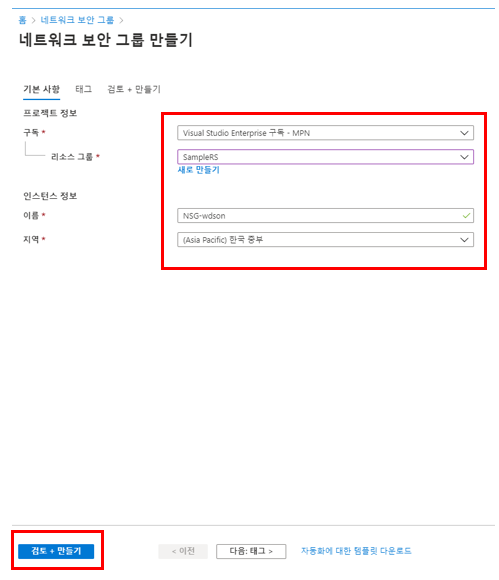 홈 > 네트워크 보안 그룹 >
네트워크 보안 그룹 만들기
기본 사항 태그 검토 + 만들기
프로젝트 정보
구독 * Visual Studio Enterprise 구독 - MPN
리소스 그룹 * SampleRS
새로 만들기
인스턴스 정보
이름 * NSG-wdson
지역 * (Asia Pacific) 한국 중부
검토 + 만들기 < 이전 다음: 태그 > 자동화에 대한 템플릿 다운로드